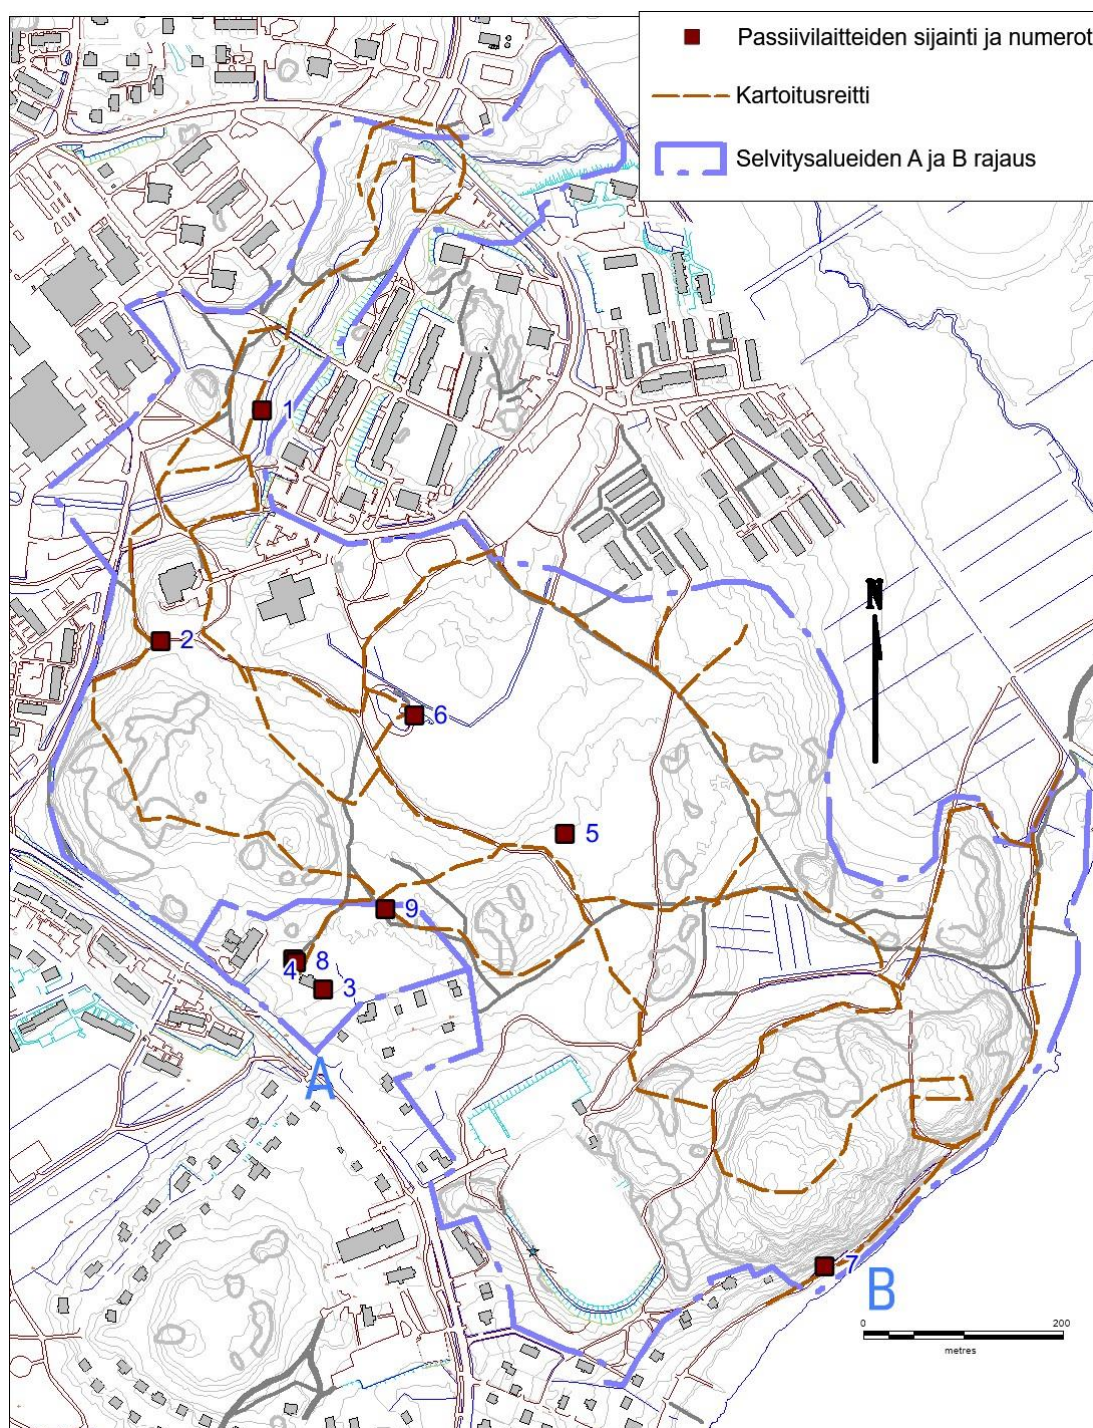 Passiivilaitteiden sijainti ja numerot
Kartoitusreitti
Selvitysalueiden A ja B rajaus
1
N
2
6
5
9
8
4
3
A
7
B
0
200
metres